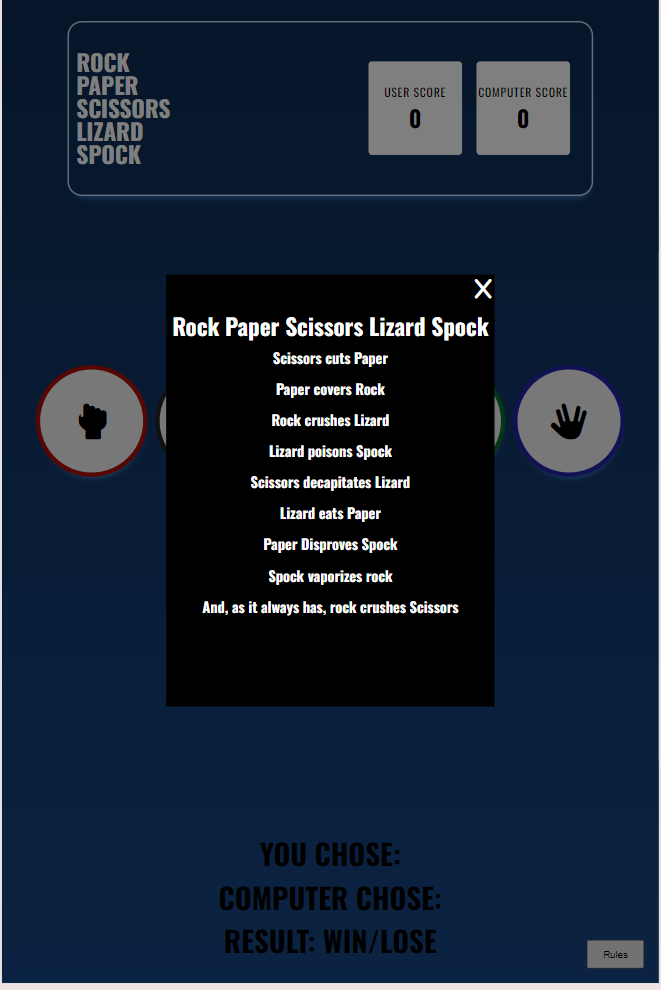 ROCK
PAPER
SCISSORS
LIZARD
SPOCK
USER SCORE
0
COMPUTER SCORE
0
X
Rock Paper Scissors Lizard Spock
Scissors cuts Paper
Paper covers Rock
Rock crushes Lizard
Lizard poisons Spock
Scissors decapitates Lizard
Lizard eats Paper
Paper Disproves Spock
Spock vaporizes rock
And, as it always has, rock crushes Scissors
YOU CHOSE:
COMPUTER CHOSE:
RESULT: WIN/LOSE
Rules